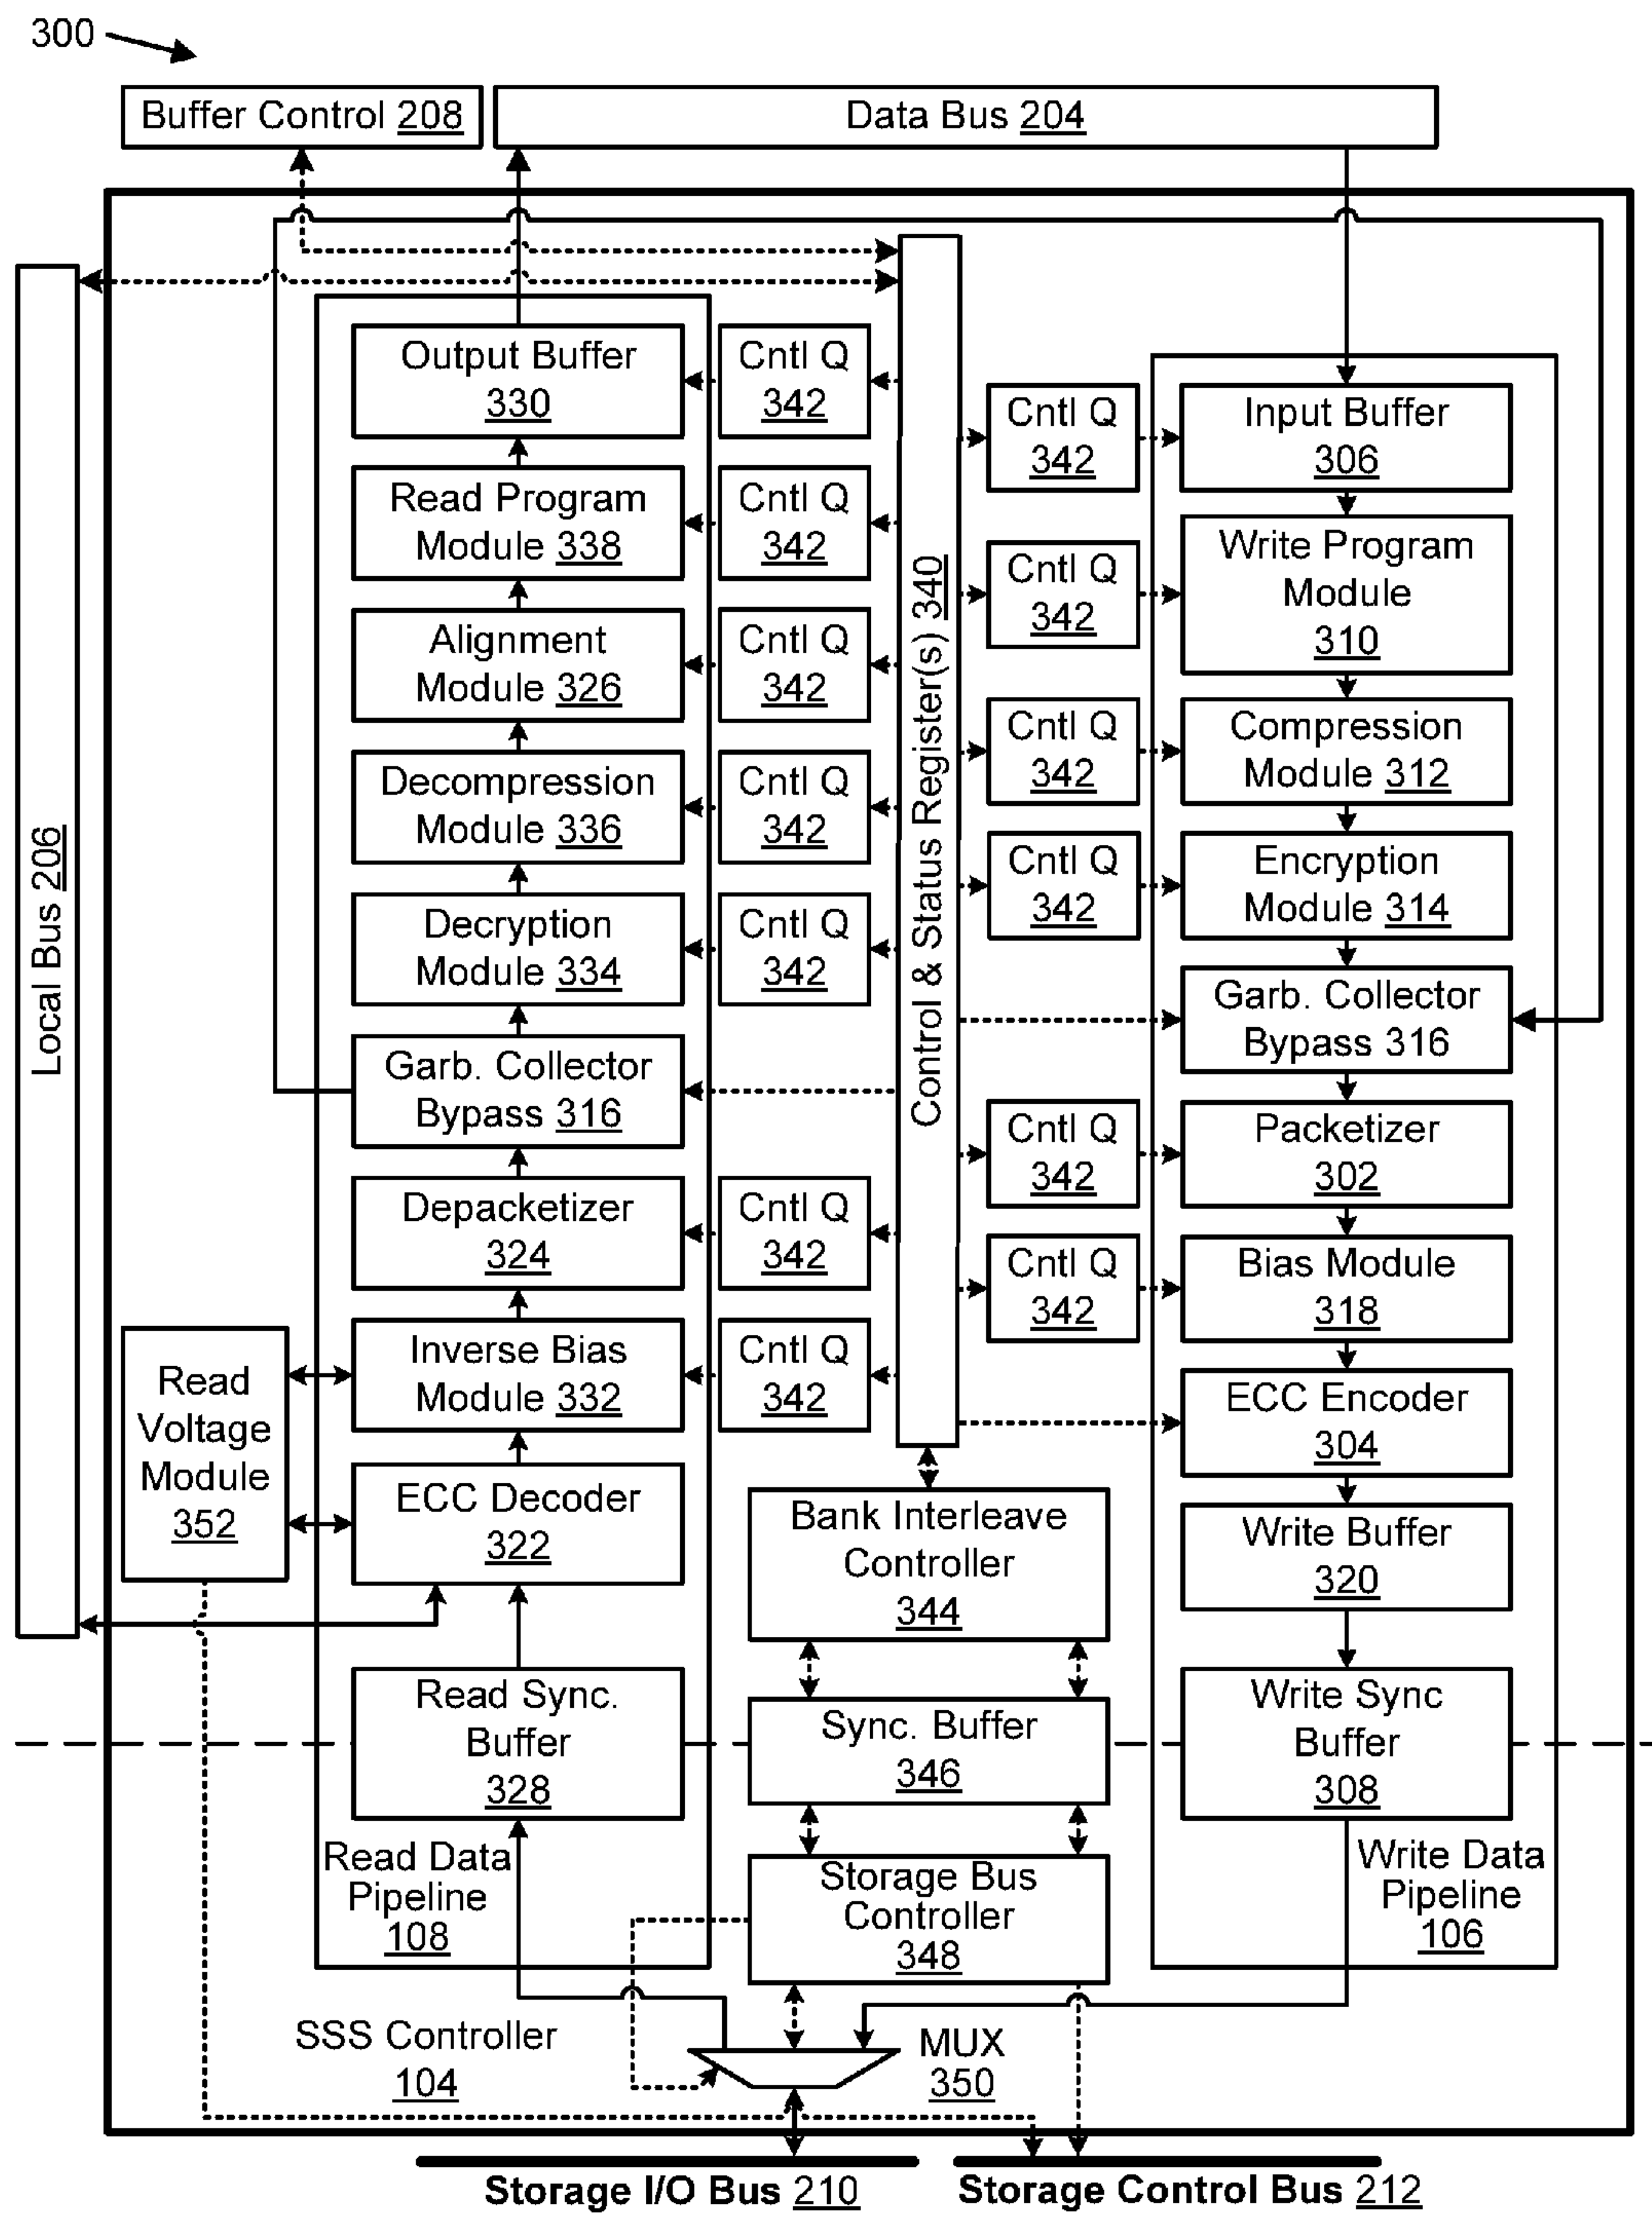 300
Buffer Control 208
Data Bus 204
Local Bus 206
Output Buffer
330
Read Program
Module 338
Alignment
Module 326
Decompression
Module 336
Decryption
Module 334
Garb. Collector
Bypass 316
Depacketizer
324
Inverse Bias
Module 332
ECC Decoder
322
Read Sync.
Buffer
328
Read Data
Pipeline
108
Read
Voltage
Module
352
Cntl Q
342
Cntl Q
342
Cntl Q
342
Cntl Q
342
Cntl Q
342
Cntl Q
342
Cntl Q
342
Control & Status Register(s) 340
Cntl Q
342
Cntl Q
342
Cntl Q
342
Cntl Q
342
Cntl Q
342
Cntl Q
342
Input Buffer
306
Write Program
Module
310
Compression
Module 312
Encryption
Module 314
Garb. Collector
Bypass 316
Packetizer
302
Bias Module
318
ECC Encoder
304
Write Buffer
320
Write Sync
Buffer
308
Write Data
Pipeline
106
Bank Interleave
Controller
344
Sync. Buffer
346
Storage Bus
Controller
348
SSS Controller
104
MUX
350
Storage I/O Bus 210
Storage Control Bus 212